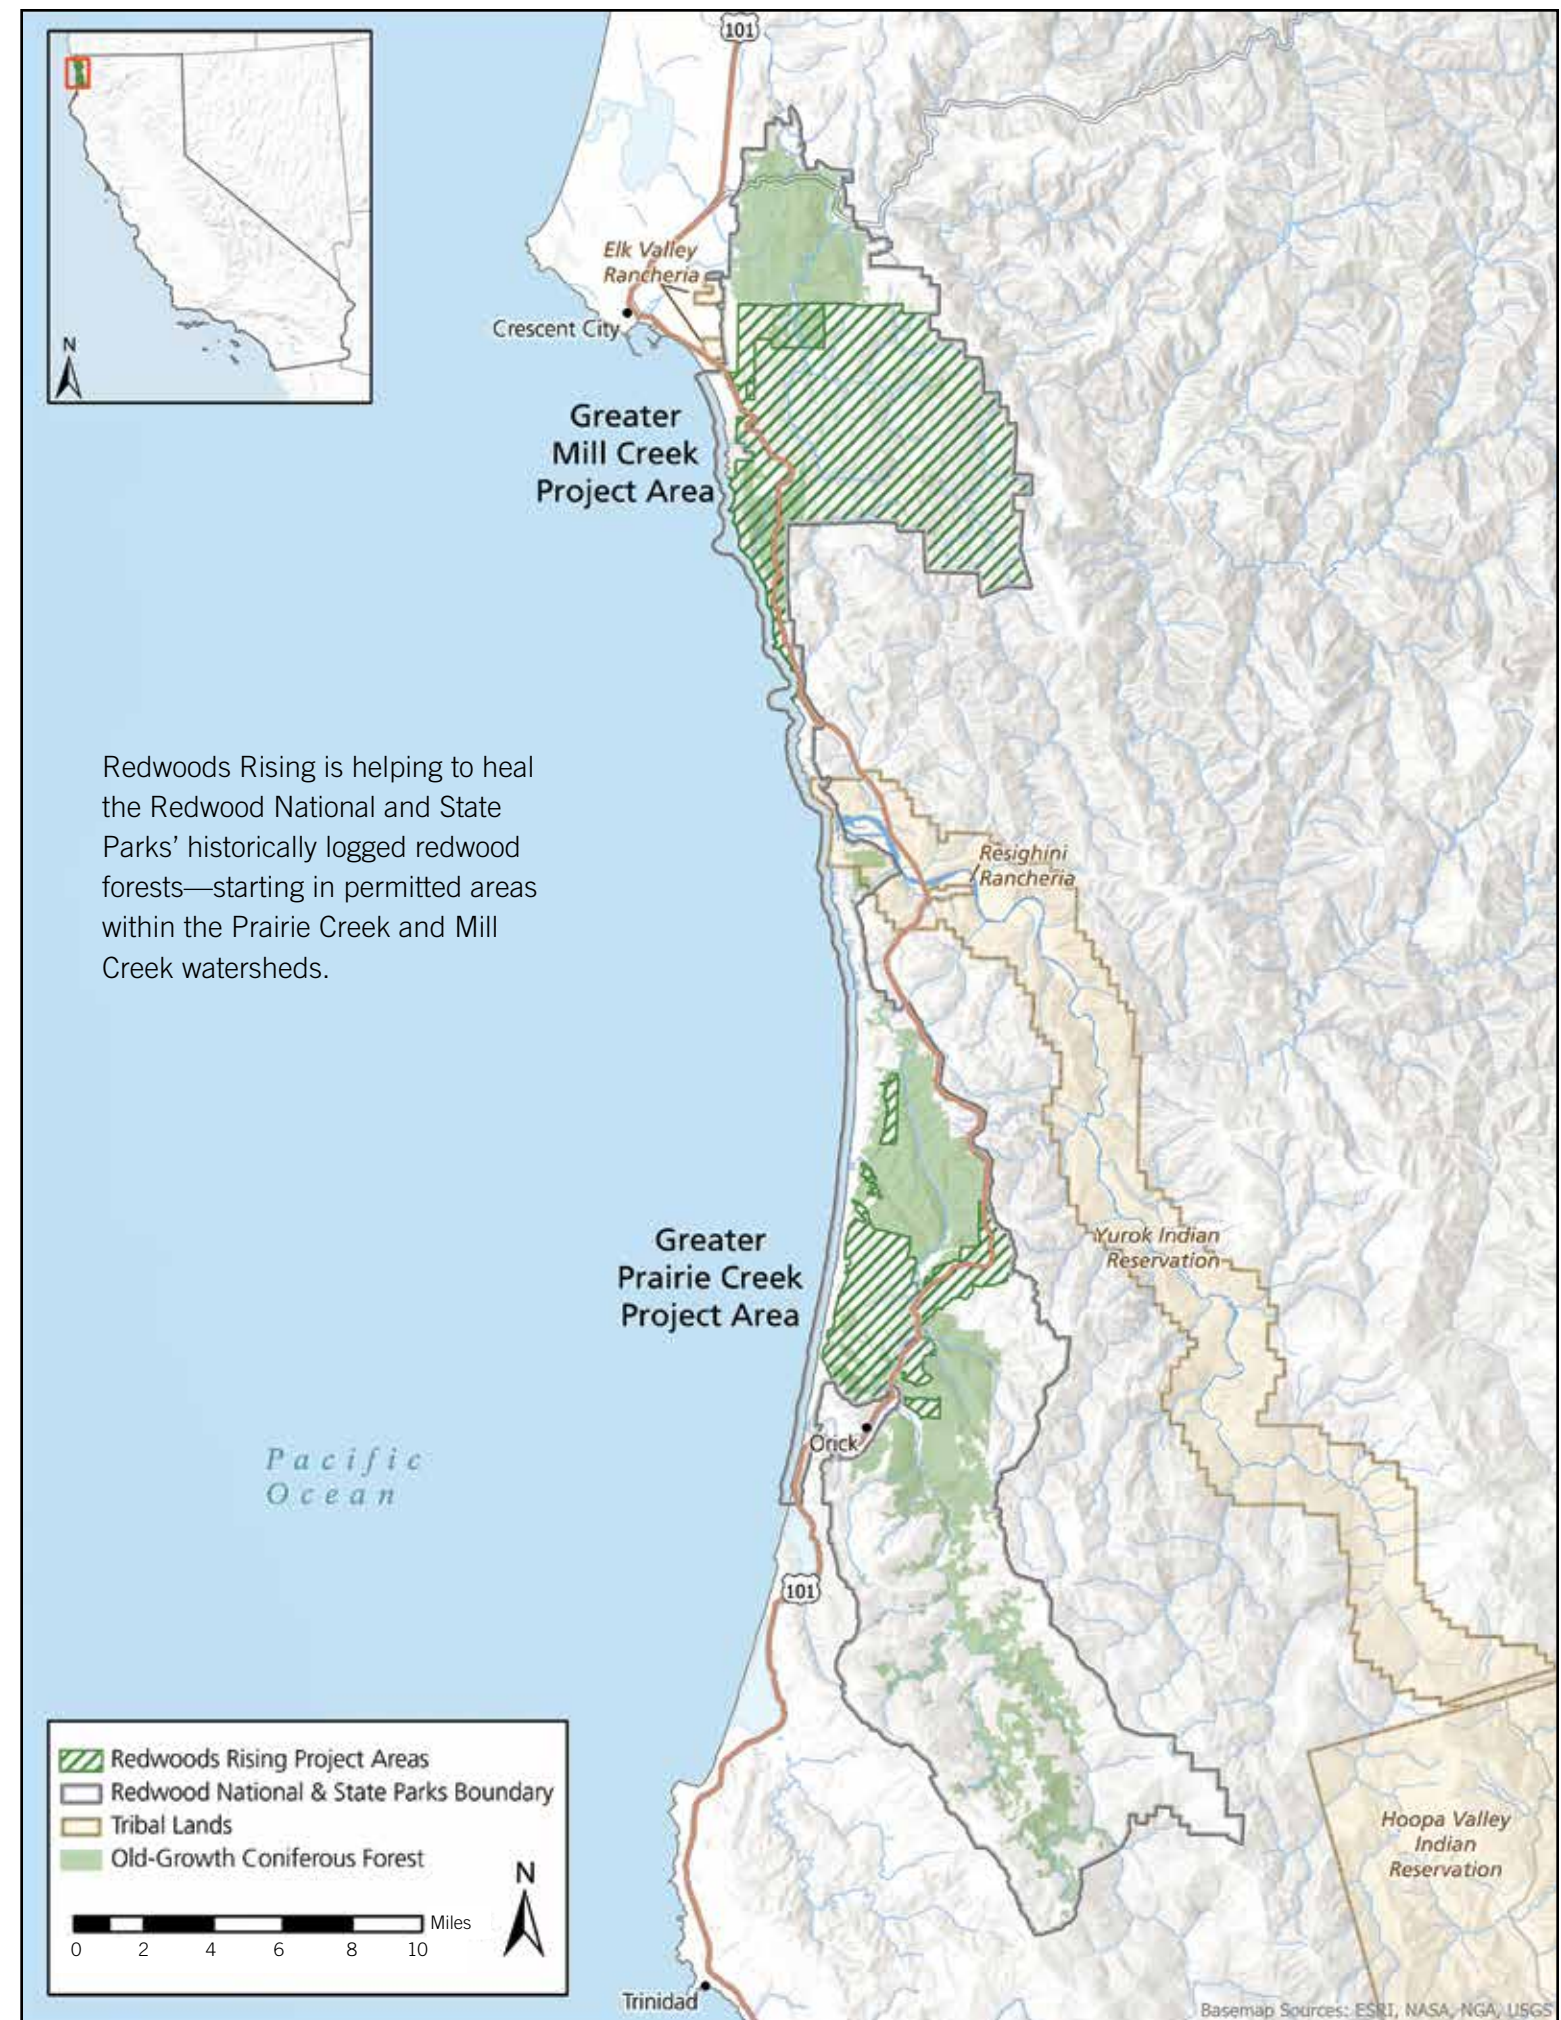 101
N
Elk Valley
Rancheria
Crescent City
Greater
Mill Creek
Project Area
Redwoods Rising is helping to heal
the Redwood National and State
Parks’ historically logged redwood
forests—starting in permitted areas
within the Prairie Creek and Mill
Creek watersheds.
Resighini
Rancheria
Yurok Indian
Reservation
Greater
Prairie Creek
Project Area
Orick
Pacific
Ocean
101
Redwoods Rising Project Areas
Redwood National & State Parks Boundary
Tribal Lands
Old-Growth Coniferous Forest
N
Miles
0 2 4 6 8 10
Hoopa Valley
Indian
Reservation
Trinidad
Basemap Sources: ESRI, NASA, NGA, USGS